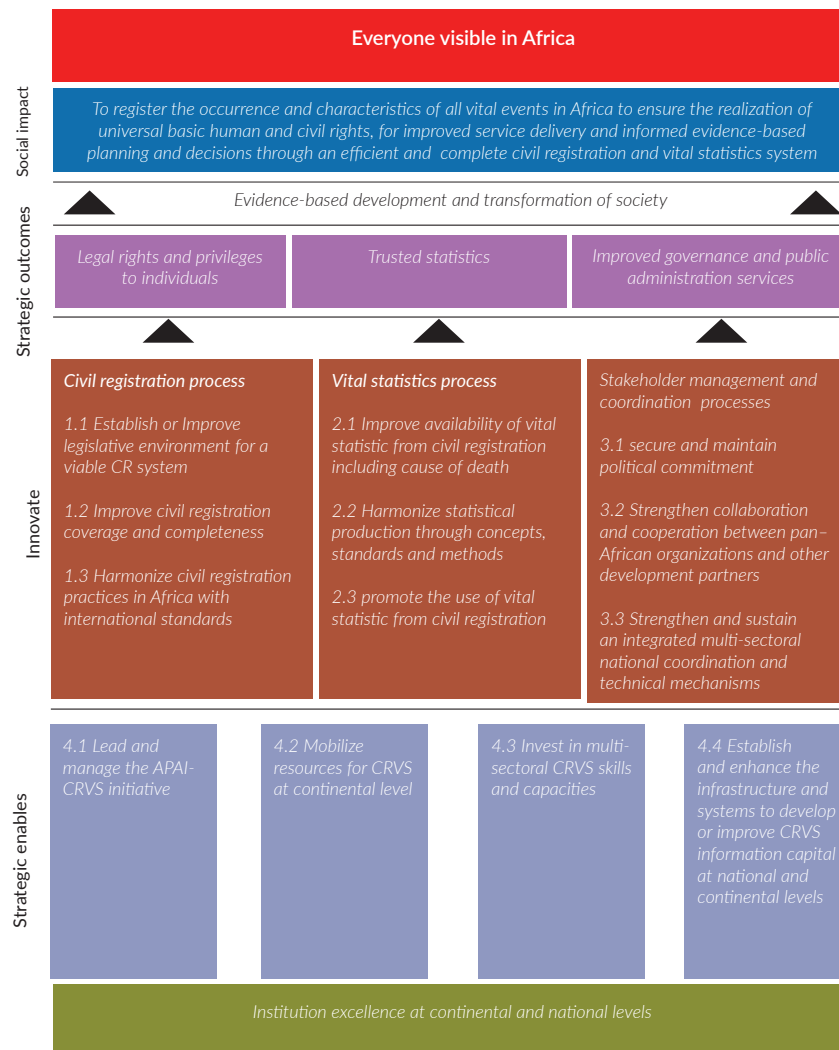 Everyone visible in Africa
Social impact
To register the occurrence and characteristics of all vital events in Africa to ensure the realization of
universal basic human and civil rights, for improved service delivery and informed evidence-based
planning and decisions through an efficient and complete civil registration and vital statistics system
Evidence-based development and transformation of society
Strategic outcomes
Legal rights and privileges
to individuals
Trusted statistics
Improved governance and public
administration services
Innovate
Civil registration process
1.1 Establish or Improve
legislative environment for a
viable CR system
1.2 Improve civil registration
coverage and completeness
1.3 Harmonize civil registration
practices in Africa with
international standards
Vital statistics process
2.1 Improve availability of vital
statistic from civil registration
including cause of death
2.2 Harmonize statistical
production through concepts,
standards and methods
2.3 promote the use of vital
statistic from civil registration
Stakeholder management and
coordination processes
3.1 secure and maintain
political commitment
3.2 Strengthen collaboration
and cooperation between pan–
African organizations and other
development partners
3.3 Strengthen and sustain
an integrated multi-sectoral
national coordination and
technical mechanisms
Strategic enables
4.1 Lead and
manage the APAI-
CRVS initiative
4.2 Mobilize
resources for CRVS
at continental level
4.3 Invest in multi-
sectoral CRVS skills
and capacities
4.4 Establish
and enhance the
infrastructure and
systems to develop
or improve CRVS
information capital
at national and
continental levels
Institution excellence at continental and national levels